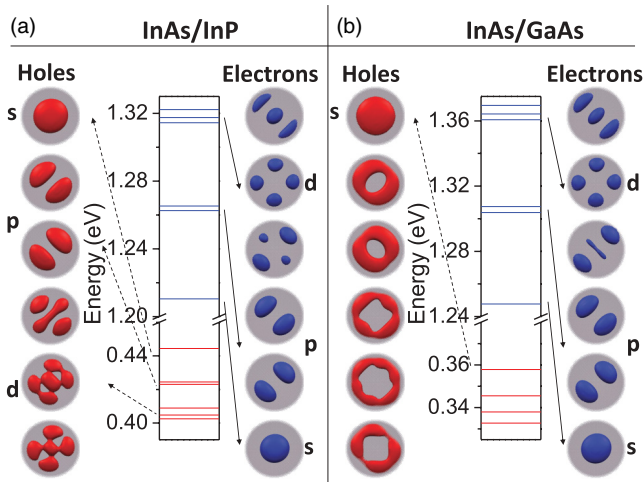 (a) InAs/InP
Holes
Electrons
s
p
d
Energy (eV)
1.32
1.28
1.24
1.20
0.44
0.40
d
p
s
(b) InAs/GaAs
Holes
Electrons
s
Energy (eV)
1.36
1.32
1.28
1.24
0.36
0.34
d
p
s